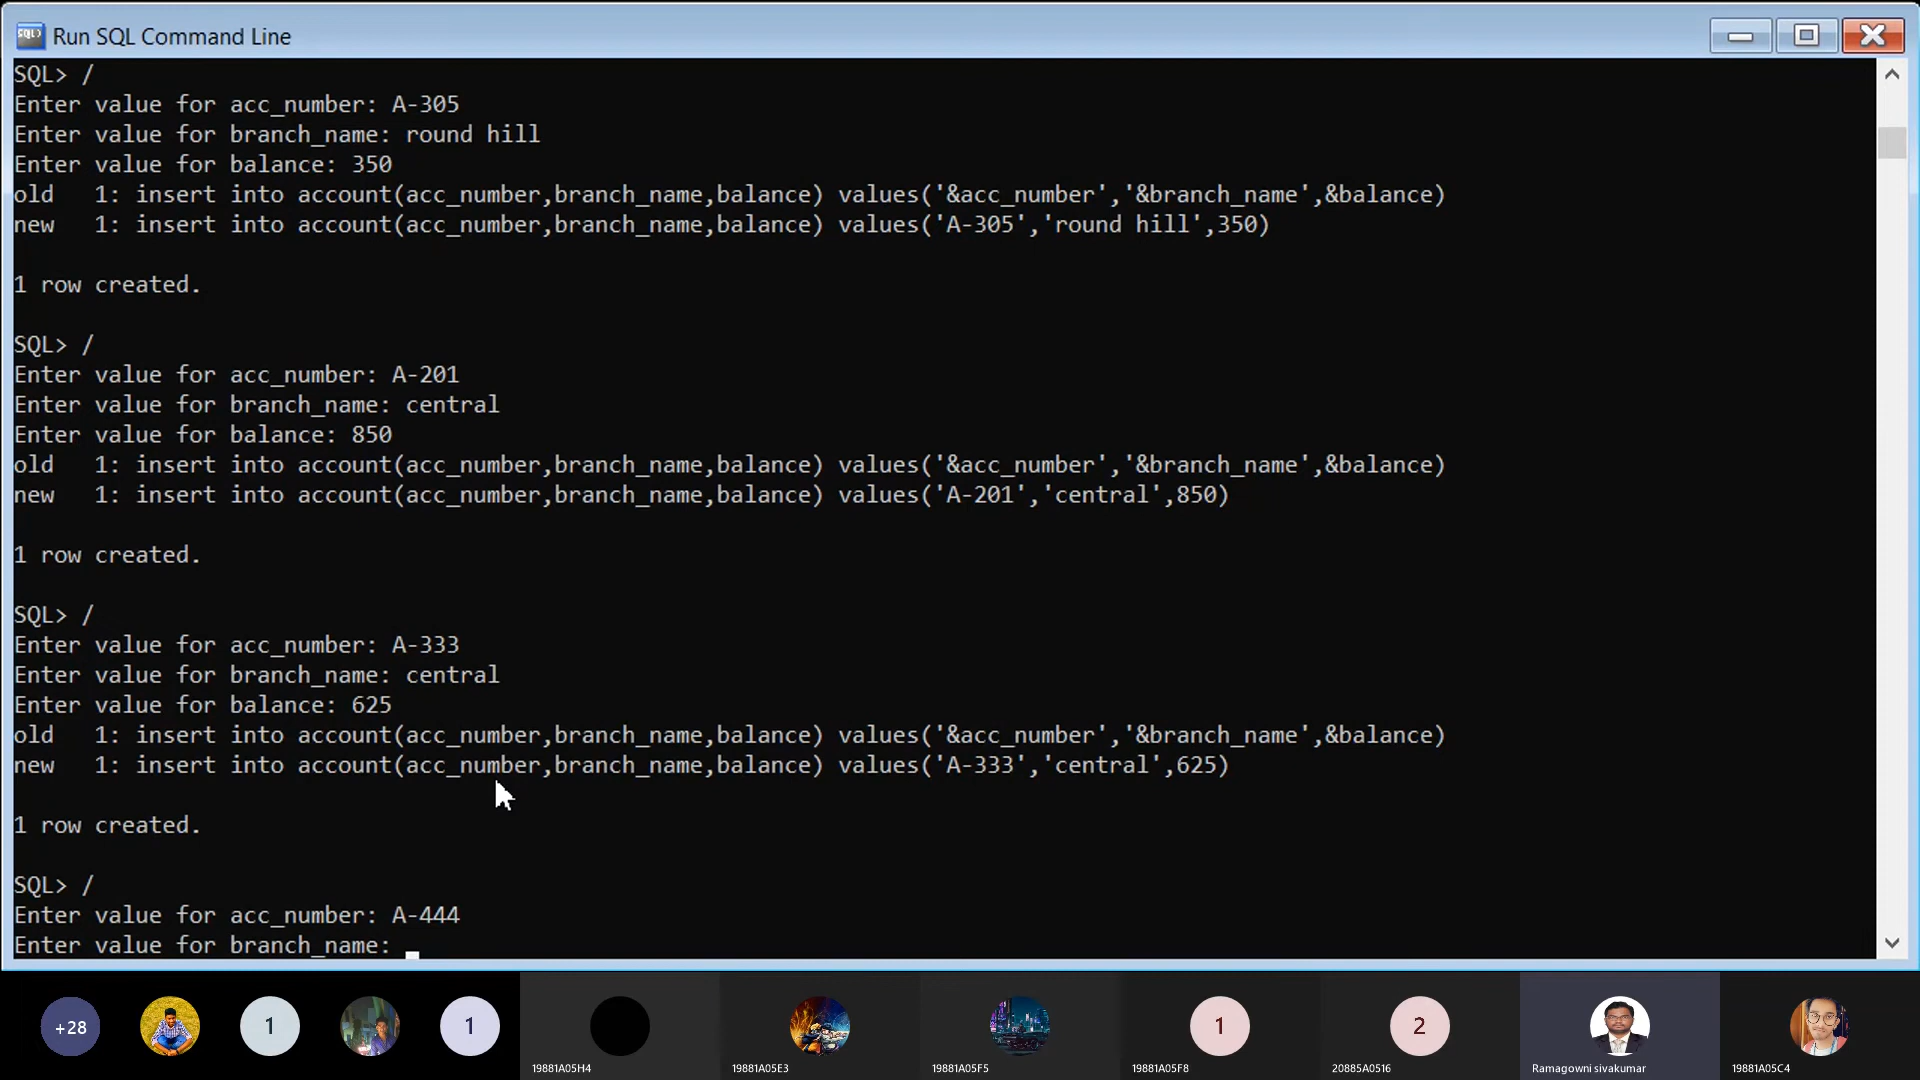 Run SQL Command Line
SQL> /
Enter value for acc_number: A-305
Enter value for branch_name: round hill
Enter value for balance: 350
old   1: insert into account(acc_number,branch_name,balance) values('&acc_number','&branch_name',&balance)
new   1: insert into account(acc_number,branch_name,balance) values('A-305','round hill',350)
1 row created.
SQL> /
Enter value for acc_number: A-201
Enter value for branch_name: central
Enter value for balance: 850
old   1: insert into account(acc_number,branch_name,balance) values('&acc_number','&branch_name',&balance)
new   1: insert into account(acc_number,branch_name,balance) values('A-201','central',850)
1 row created.
SQL> /
Enter value for acc_number: A-333
Enter value for branch_name: central
Enter value for balance: 625
old   1: insert into account(acc_number,branch_name,balance) values('&acc_number','&branch_name',&balance)
new   1: insert into account(acc_number,branch_name,balance) values('A-333','central',625)
1 row created.
SQL> /
Enter value for acc_number: A-444
Enter value for branch_name:
+28 1 1 1 2
19881A05H4 19881A05E3 19881A05F5 19881A05F8 20885A0516 Ramagowni sivakumar 19881A05C4